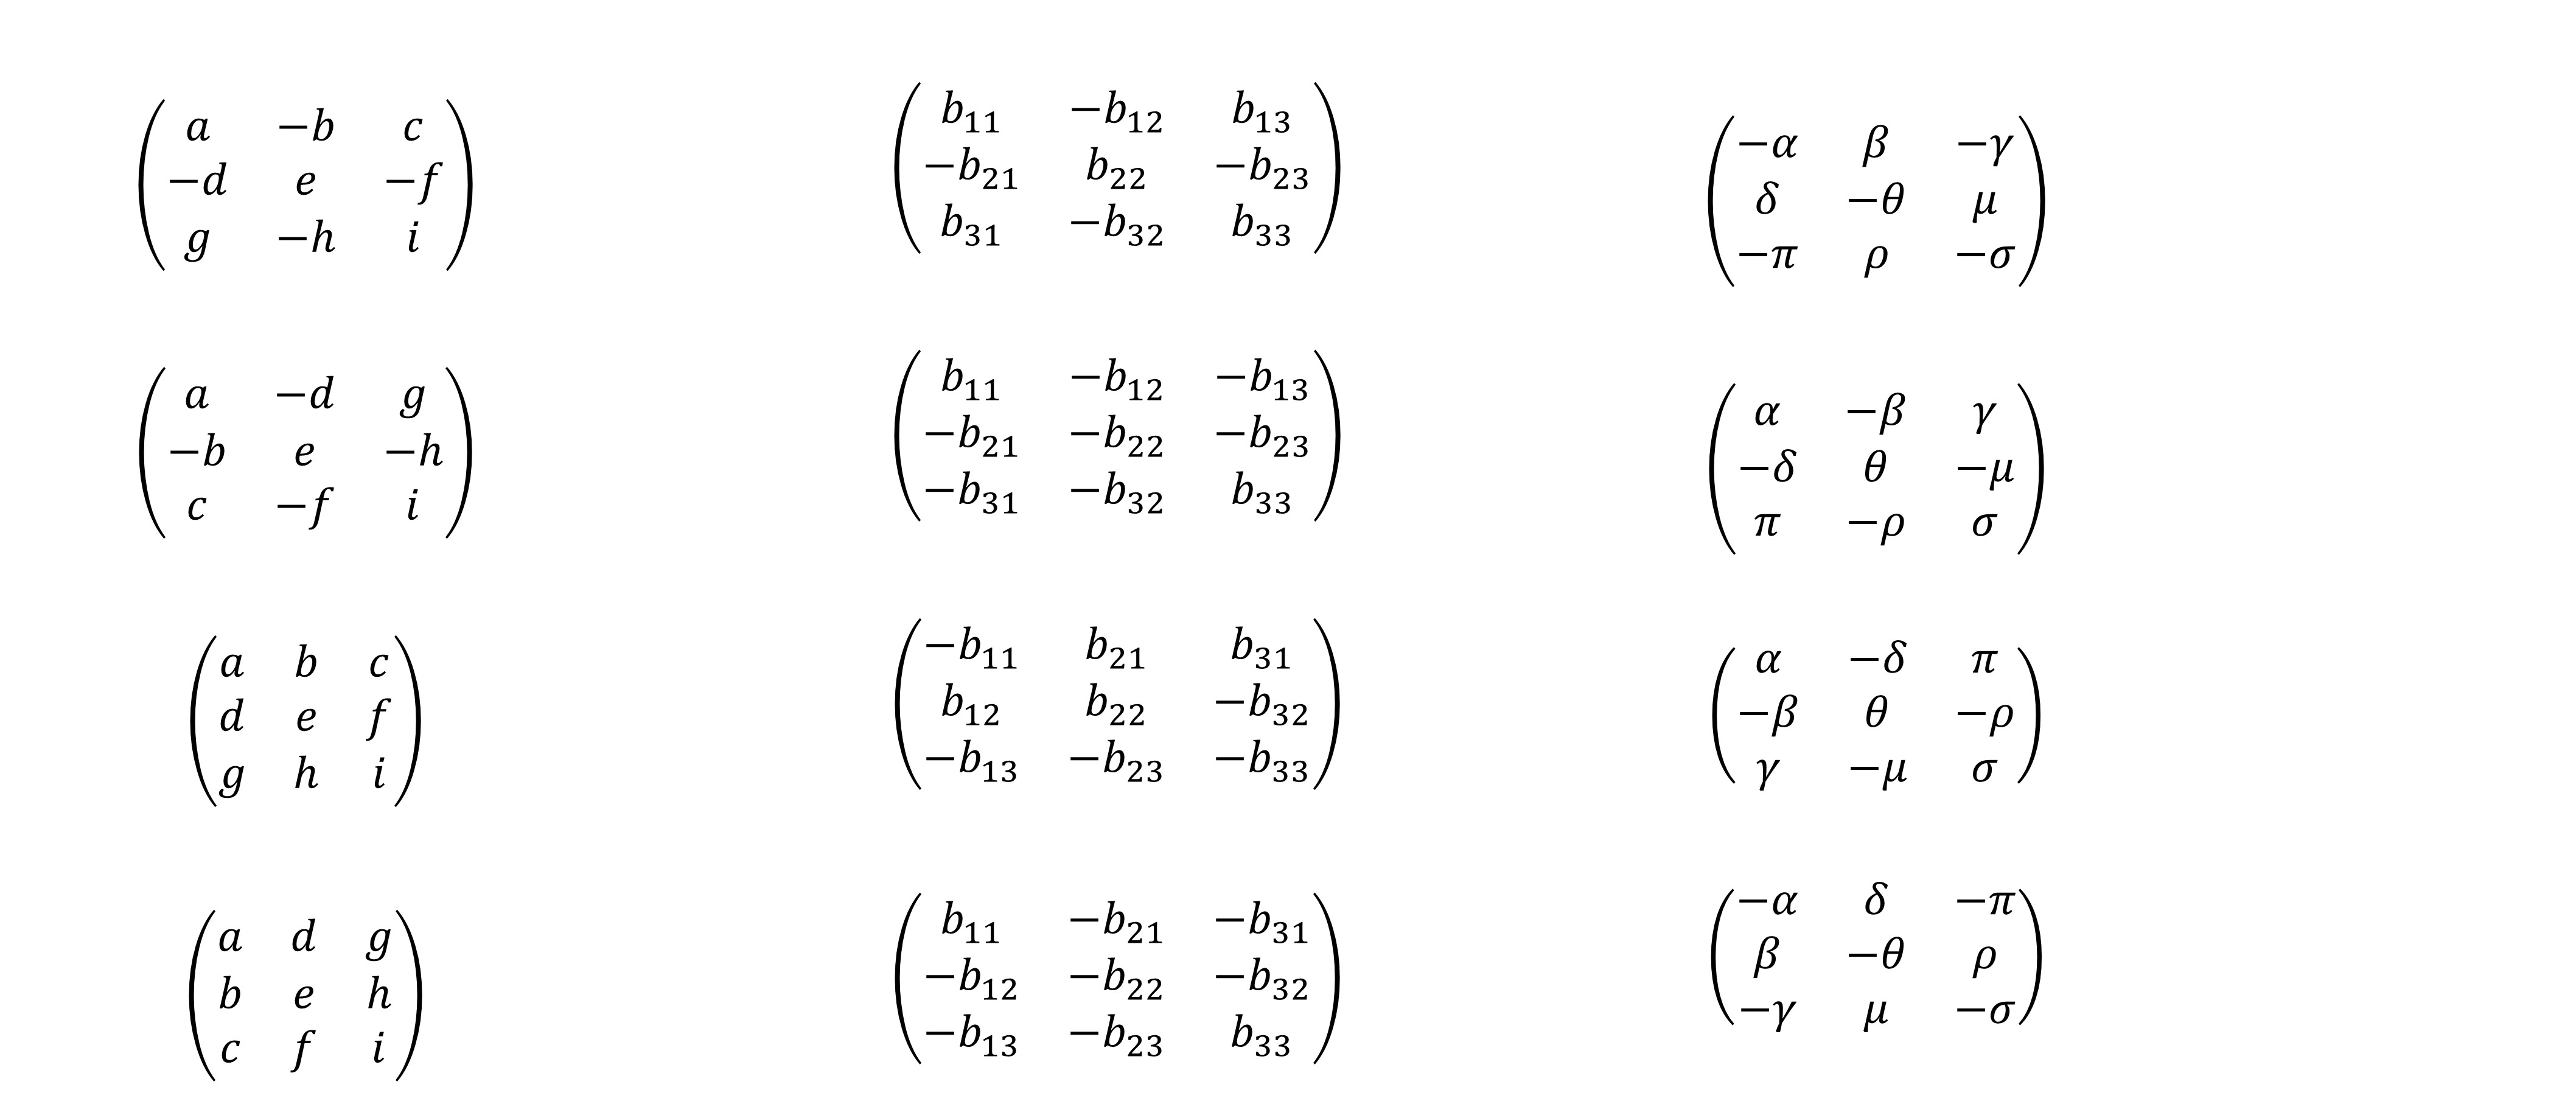 ( a −b c ) ( b₁₁ −b₁₂ b₁₃ ) ( −α β −γ )
( −d e −f ) ( −b₂₁ b₂₂ −b₂₃ ) ( δ −θ μ )
( g −h i ) ( b₃₁ −b₃₂ b₃₃ ) ( −π ρ −σ )
( a −d g ) ( b₁₁ −b₁₂ −b₁₃ ) ( α −β γ )
( −b e −h ) ( −b₂₁ −b₂₂ −b₂₃ ) ( −δ θ −μ )
( c −f i ) ( −b₃₁ −b₃₂ b₃₃ ) ( π −ρ σ )
( a b c ) ( −b₁₁ b₂₁ b₃₁ ) ( α −δ π )
( d e f ) ( b₁₂ b₂₂ −b₃₂ ) ( −β θ −ρ )
( g h i ) ( −b₁₃ −b₂₃ −b₃₃ ) ( γ −μ σ )
( a d g ) ( b₁₁ −b₂₁ −b₃₁ ) ( −α δ −π )
( b e h ) ( −b₁₂ −b₂₂ −b₃₂ ) ( β −θ ρ )
( c f i ) ( −b₁₃ −b₂₃ b₃₃ ) ( −γ μ −σ )